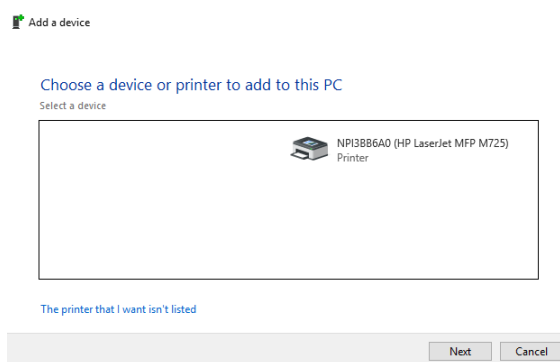 Add a device
Choose a device or printer to add to this PC
Select a device
NPI3BB6A0 (HP LaserJet MFP M725)
Printer
The printer that I want isn't listed
Next
Cancel